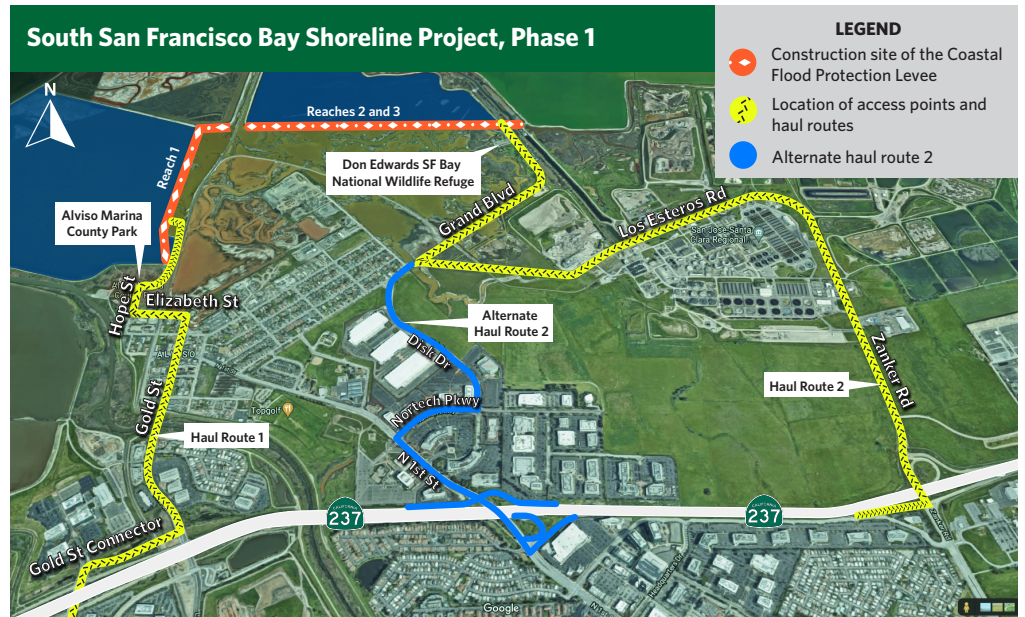 South San Francisco Bay Shoreline Project, Phase 1
LEGEND
Construction site of the Coastal
Flood Protection Levee
Location of access points and
haul routes
Alternate haul route 2
N
Reaches 2 and 3
Reach 1
Don Edwards SF Bay
National Wildlife Refuge
Alviso Marina
County Park
Grand Blvd
Los Esteros Rd
San Jose-Santa
Clara Regional
Hope St
Elizabeth St
Alternate
Haul Route 2
Disk Dr
ALVISO
Zanker Rd
Haul Route 2
Nortech Pkwy
Topgolf
Gold St
Haul Route 1
N 1st St
CALIFORNIA
237
CALIFORNIA
237
Gold St Connector
Google